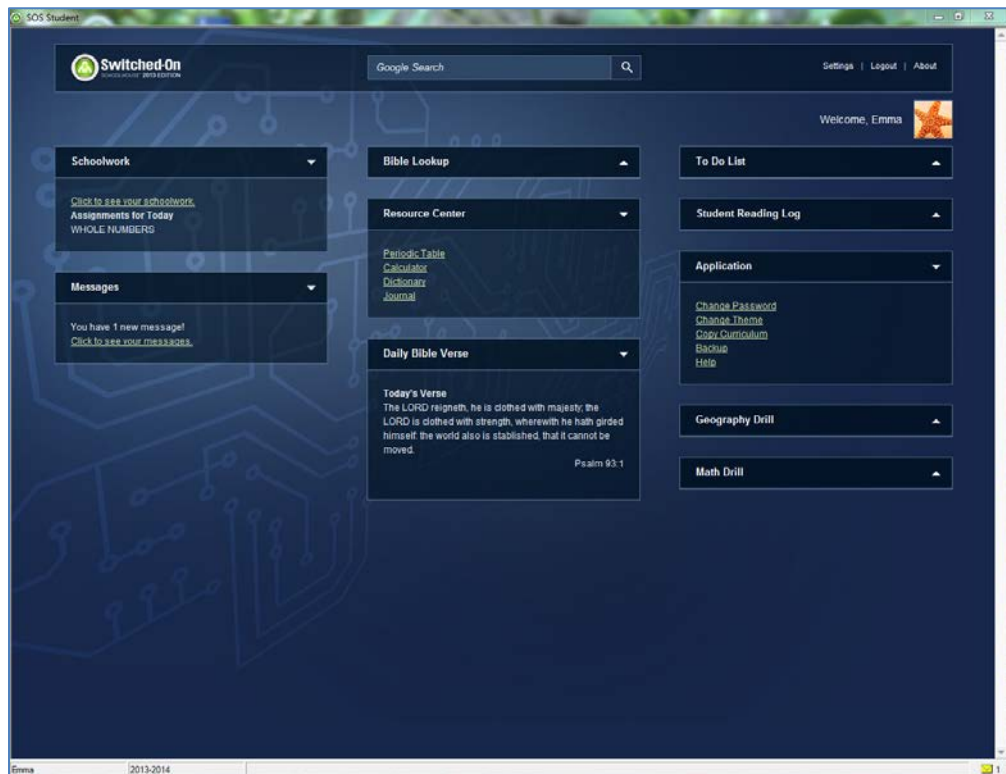 SOS Student
Switched-On
SCHOOLHOUSE® 2013 EDITION
Google Search
Settings | Logout | About
Welcome, Emma
Schoolwork
Click to see your schoolwork.
Assignments for Today
WHOLE NUMBERS
Messages
You have 1 new message!
Click to see your messages.
Bible Lookup
Resource Center
Periodic Table
Calculator
Dictionary
Journal
Daily Bible Verse
Today's Verse
The LORD reigneth, he is clothed with majesty; the
LORD is clothed with strength, wherewith he hath girded
himself: the world also is stablished, that it cannot be
moved.
Psalm 93:1
To Do List
Student Reading Log
Application
Change Password
Change Theme
Copy Curriculum
Backup
Help
Geography Drill
Math Drill
Emma
2013-2014
1